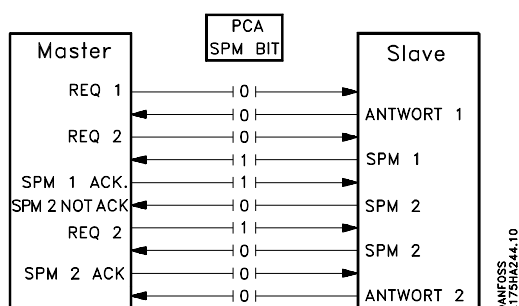 PCA
SPM BIT
Master
Slave
REQ 1
0
0
ANTWORT 1
REQ 2
0
1
SPM 1
SPM 1 ACK.
1
SPM 2 NOT ACK
0
SPM 2
REQ 2
1
0
SPM 2
SPM 2 ACK
0
0
ANTWORT 2
DANFOSS
175HA244.10